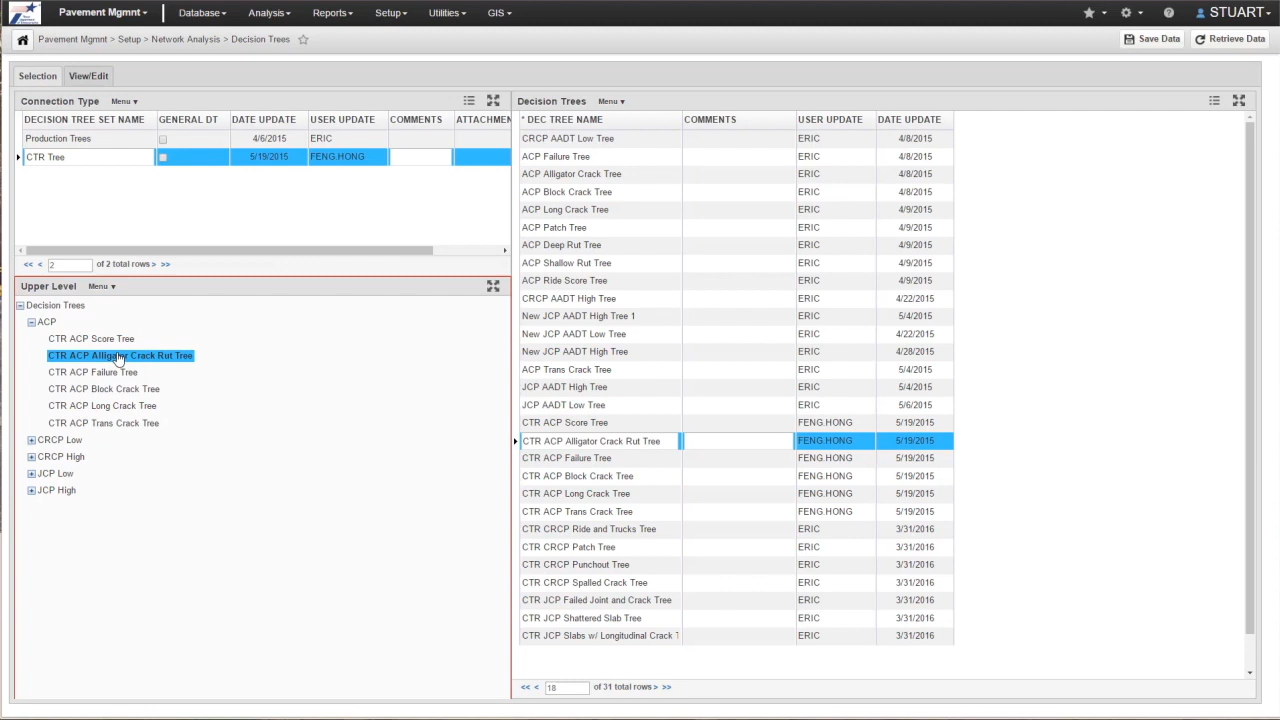 Pavement Mgmnt Database Analysis Reports Setup Utilities GIS STUART
Pavement Mgmnt > Setup > Network Analysis > Decision Trees Save Data Retrieve Data
Selection View/Edit
Connection Type Menu
DECISION TREE SET NAME GENERAL DT DATE UPDATE USER UPDATE COMMENTS ATTACHMEN
Production Trees 4/6/2015 ERIC
CTR Tree 5/19/2015 FENG.HONG
<< < 2 of 2 total rows > >>
Upper Level Menu
Decision Trees
ACP
CTR ACP Score Tree
CTR ACP Alligator Crack Rut Tree
CTR ACP Failure Tree
CTR ACP Block Crack Tree
CTR ACP Long Crack Tree
CTR ACP Trans Crack Tree
CRCP Low
CRCP High
JCP Low
JCP High
Decision Trees Menu
* DEC TREE NAME COMMENTS USER UPDATE DATE UPDATE
CRCP AADT Low Tree ERIC 4/8/2015
ACP Failure Tree ERIC 4/8/2015
ACP Alligator Crack Tree ERIC 4/8/2015
ACP Block Crack Tree ERIC 4/8/2015
ACP Long Crack Tree ERIC 4/9/2015
ACP Patch Tree ERIC 4/9/2015
ACP Deep Rut Tree ERIC 4/9/2015
ACP Shallow Rut Tree ERIC 4/9/2015
ACP Ride Score Tree ERIC 4/9/2015
CRCP AADT High Tree ERIC 4/22/2015
New JCP AADT High Tree 1 ERIC 5/4/2015
New JCP AADT Low Tree ERIC 4/22/2015
New JCP AADT High Tree ERIC 4/28/2015
ACP Trans Crack Tree ERIC 5/4/2015
JCP AADT High Tree ERIC 5/4/2015
JCP AADT Low Tree ERIC 5/6/2015
CTR ACP Score Tree FENG.HONG 5/19/2015
CTR ACP Alligator Crack Rut Tree FENG.HONG 5/19/2015
CTR ACP Failure Tree FENG.HONG 5/19/2015
CTR ACP Block Crack Tree FENG.HONG 5/19/2015
CTR ACP Long Crack Tree FENG.HONG 5/19/2015
CTR ACP Trans Crack Tree FENG.HONG 5/19/2015
CTR CRCP Ride and Trucks Tree ERIC 3/31/2016
CTR CRCP Patch Tree ERIC 3/31/2016
CTR CRCP Punchout Tree ERIC 3/31/2016
CTR CRCP Spalled Crack Tree ERIC 3/31/2016
CTR JCP Failed Joint and Crack Tree ERIC 3/31/2016
CTR JCP Shattered Slab Tree ERIC 3/31/2016
CTR JCP Slabs w/ Longitudinal Crack T ERIC 3/31/2016
<< < 18 of 31 total rows > >>